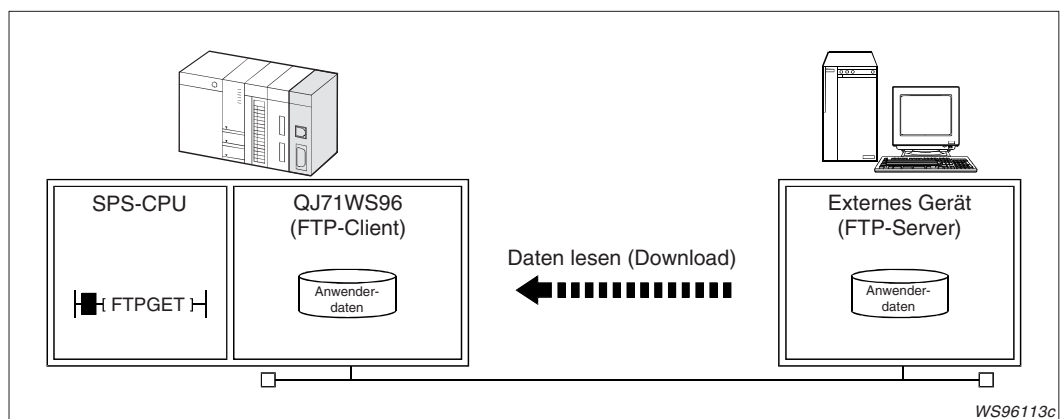 SPS-CPU
FTPGET
QJ71WS96
(FTP-Client)
Anwender-
daten
Daten lesen (Download)
Externes Gerät
(FTP-Server)
Anwender-
daten
WS96113c